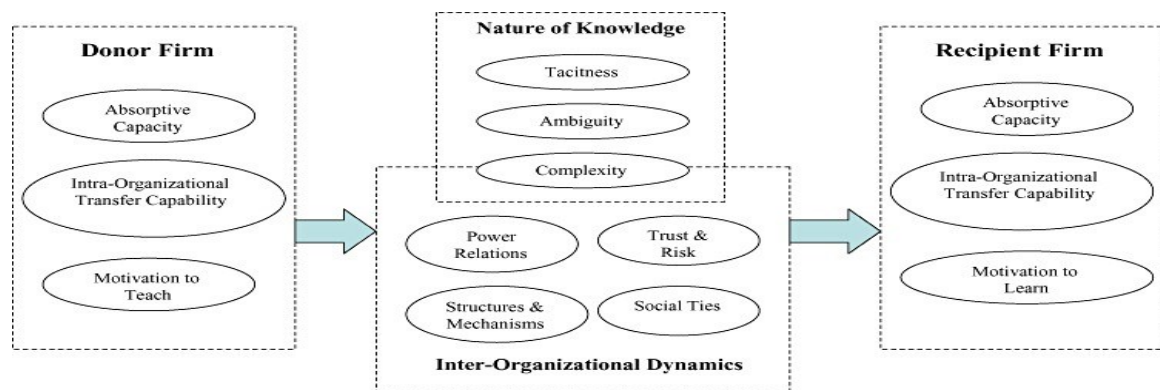 Donor Firm
Absorptive
Capacity
Intra-Organizational
Transfer Capability
Motivation to
Teach
Nature of Knowledge
Tacitness
Ambiguity
Complexity
Power
Relations
Trust &
Risk
Structures &
Mechanisms
Social Ties
Inter-Organizational Dynamics
Recipient Firm
Absorptive
Capacity
Intra-Organizational
Transfer Capability
Motivation to
Learn